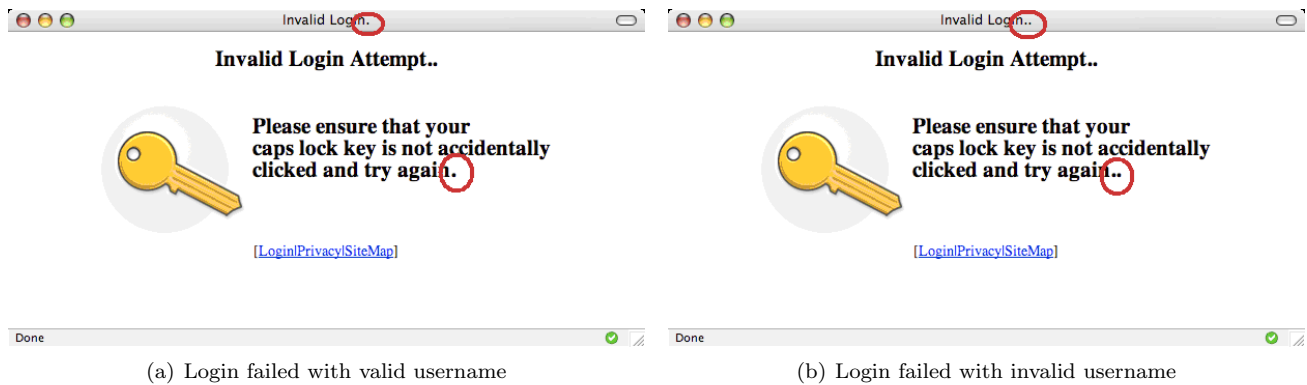 Invalid Login.
Invalid Login Attempt..
Please ensure that your
caps lock key is not accidentally
clicked and try again.
[Login|Privacy|SiteMap]
Done
(a) Login failed with valid username
Invalid Login..
Invalid Login Attempt..
Please ensure that your
caps lock key is not accidentally
clicked and try again..
[Login|Privacy|SiteMap]
Done
(b) Login failed with invalid username